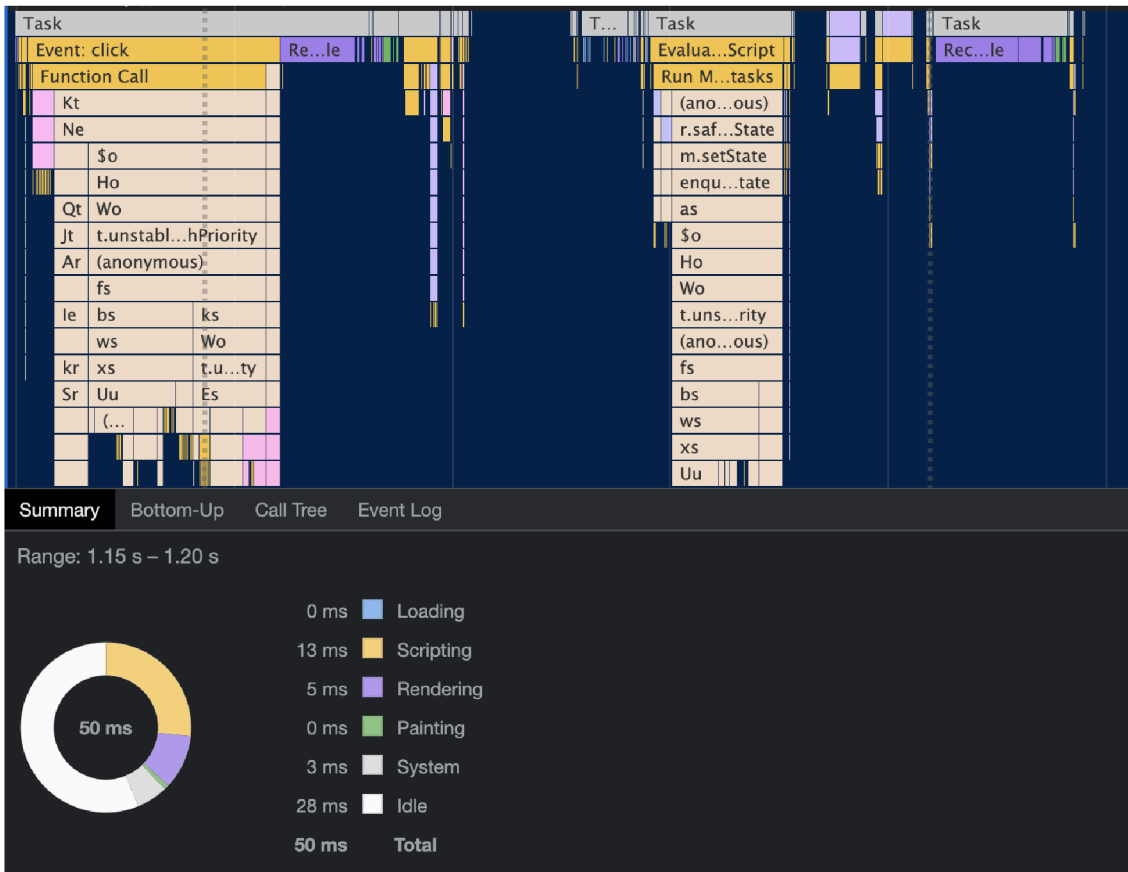 Task T... Task Task
Event: click Re...le Evalua...Script Rec...le
Function Call Run M...tasks
Kt (ano...ous)
Ne r.saf...State
$o m.setState
Ho enqu...tate
Qt Wo as
Jt t.unstabl...hPriority $o
Ar (anonymous) Ho
fs Wo
Ie bs ks t.uns...rity
ws Wo (ano...ous)
kr xs t.u...ty fs
Sr Uu Es bs
(... ws
xs
Uu
Summary Bottom-Up Call Tree Event Log
Range: 1.15 s – 1.20 s
0 ms Loading
13 ms Scripting
5 ms Rendering
50 ms
0 ms Painting
3 ms System
28 ms Idle
50 ms Total